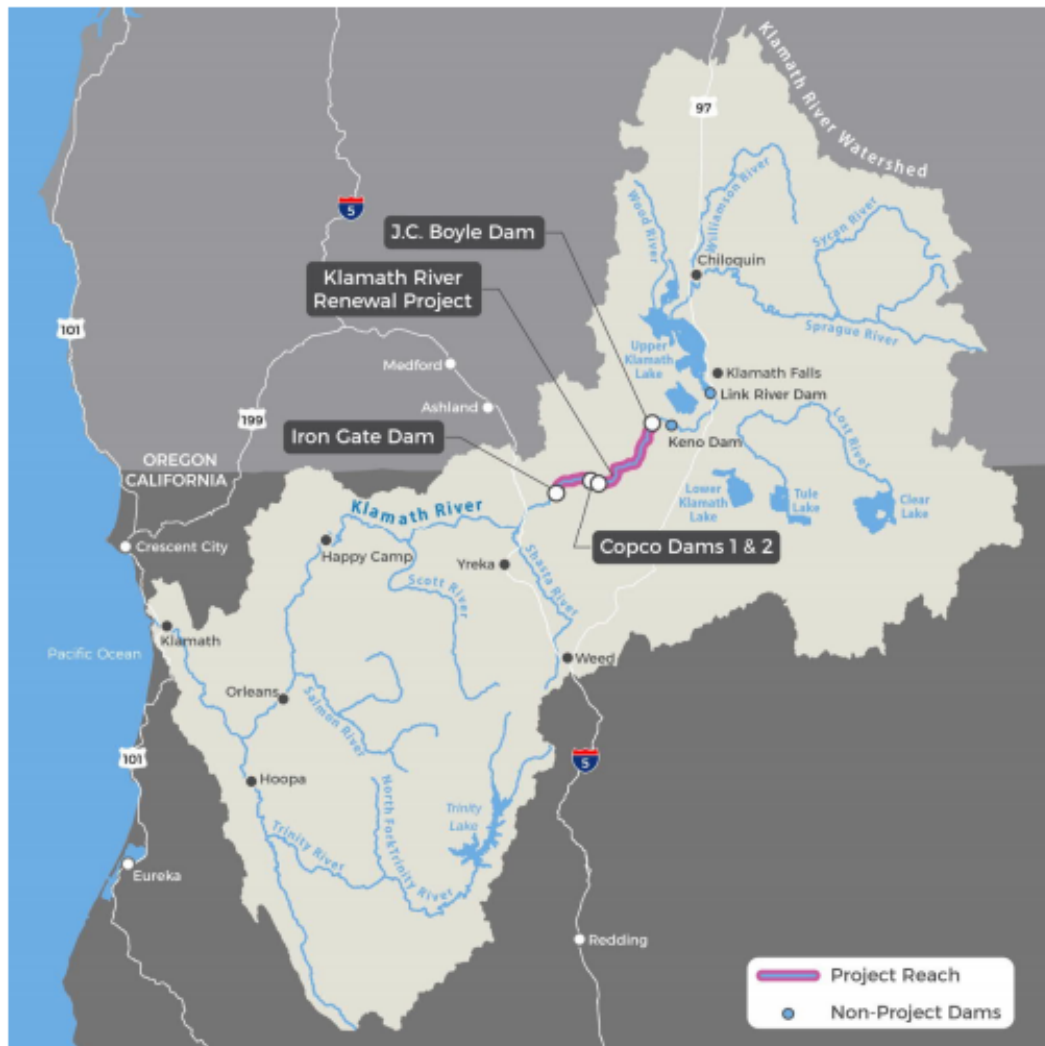 Klamath River Watershed
97
5
Wood River
Williamson River
Sycan River
J.C. Boyle Dam
Chiloquin
Klamath River
Renewal Project
101
Sprague River
Upper
Klamath
Lake
Medford
Klamath Falls
Link River Dam
Ashland
199
Iron Gate Dam
Keno Dam
Lost River
OREGON
CALIFORNIA
Lower
Klamath
Lake
Tule
Lake
Clear
Lake
Klamath River
Crescent City
Happy Camp
Copco Dams 1 & 2
Yreka
Shasta River
Scott River
Klamath
Pacific Ocean
Weed
Orleans
Salmon River
101
5
Hoopa
North Fork Trinity River
Trinity
Lake
Trinity River
Eureka
Redding
Project Reach
Non-Project Dams